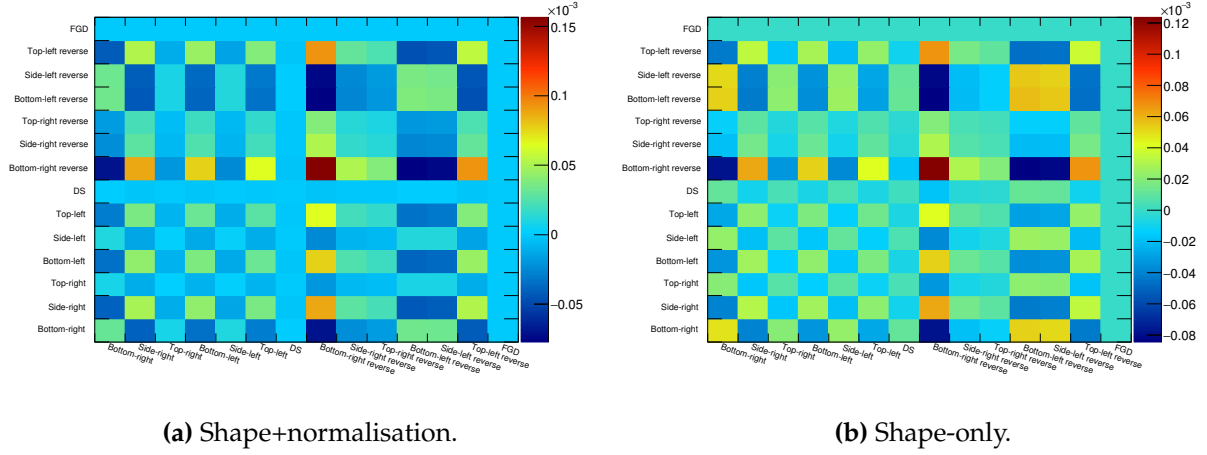 ×10⁻³
FGD
Top-left reverse
Side-left reverse
Bottom-left reverse
Top-right reverse
Side-right reverse
Bottom-right reverse
DS
Top-left
Side-left
Bottom-left
Top-right
Side-right
Bottom-right
Bottom-right
Side-right
Top-right
Bottom-left
Side-left
Top-left
DS
Bottom-right reverse
Side-right reverse
Top-right reverse
Bottom-left reverse
Side-left reverse
Top-left reverse
FGD
0.15
0.1
0.05
0
−0.05
(a) Shape+normalisation.
×10⁻³
FGD
Top-left reverse
Side-left reverse
Bottom-left reverse
Top-right reverse
Side-right reverse
Bottom-right reverse
DS
Top-left
Side-left
Bottom-left
Top-right
Side-right
Bottom-right
Bottom-right
Side-right
Top-right
Bottom-left
Side-left
Top-left
DS
Bottom-right reverse
Side-right reverse
Top-right reverse
Bottom-left reverse
Side-left reverse
Top-left reverse
FGD
0.12
0.1
0.08
0.06
0.04
0.02
0
−0.02
−0.04
−0.06
−0.08
(b) Shape-only.